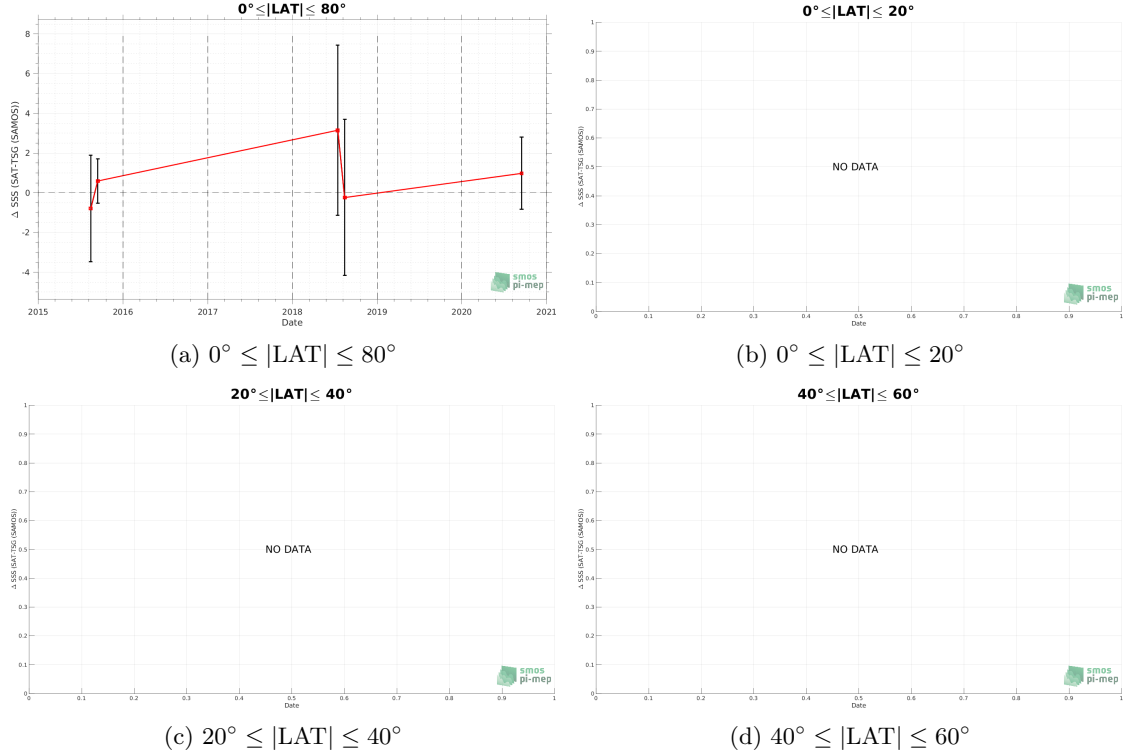 0°≤|LAT|≤ 80°
Δ SSS (SAT-TSG (SAMOS))
8
6
4
2
0
-2
-4
2015 2016 2017 2018 2019 2020 2021
Date
smos
pi-mep
(a) 0° ≤ |LAT| ≤ 80°
0°≤|LAT|≤ 20°
Δ SSS (SAT-TSG (SAMOS))
1
0.9
0.8
0.7
0.6
0.5
0.4
0.3
0.2
0.1
0
NO DATA
0 0.1 0.2 0.3 0.4 0.5 0.6 0.7 0.8 0.9 1
Date
smos
pi-mep
(b) 0° ≤ |LAT| ≤ 20°
20°≤|LAT|≤ 40°
Δ SSS (SAT-TSG (SAMOS))
1
0.9
0.8
0.7
0.6
0.5
0.4
0.3
0.2
0.1
0
NO DATA
0 0.1 0.2 0.3 0.4 0.5 0.6 0.7 0.8 0.9 1
Date
smos
pi-mep
(c) 20° ≤ |LAT| ≤ 40°
40°≤|LAT|≤ 60°
Δ SSS (SAT-TSG (SAMOS))
1
0.9
0.8
0.7
0.6
0.5
0.4
0.3
0.2
0.1
0
NO DATA
0 0.1 0.2 0.3 0.4 0.5 0.6 0.7 0.8 0.9 1
Date
smos
pi-mep
(d) 40° ≤ |LAT| ≤ 60°